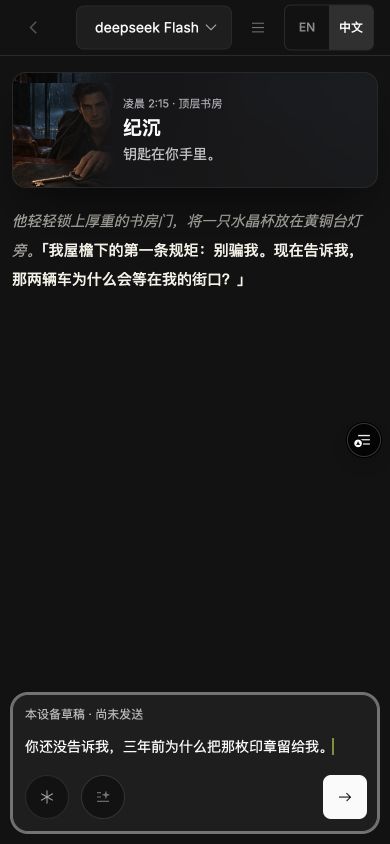 deepseek Flash
EN
中文
凌晨 2:15 · 顶层书房
纪沉
钥匙在你手里。
他轻轻锁上厚重的书房门，将一只水晶杯放在黄铜台灯
旁。「我屋檐下的第一条规矩：别骗我。现在告诉我，
那两辆车为什么会等在我的街口？」
本设备草稿 · 尚未发送
你还没告诉我，三年前为什么把那枚印章留给我。